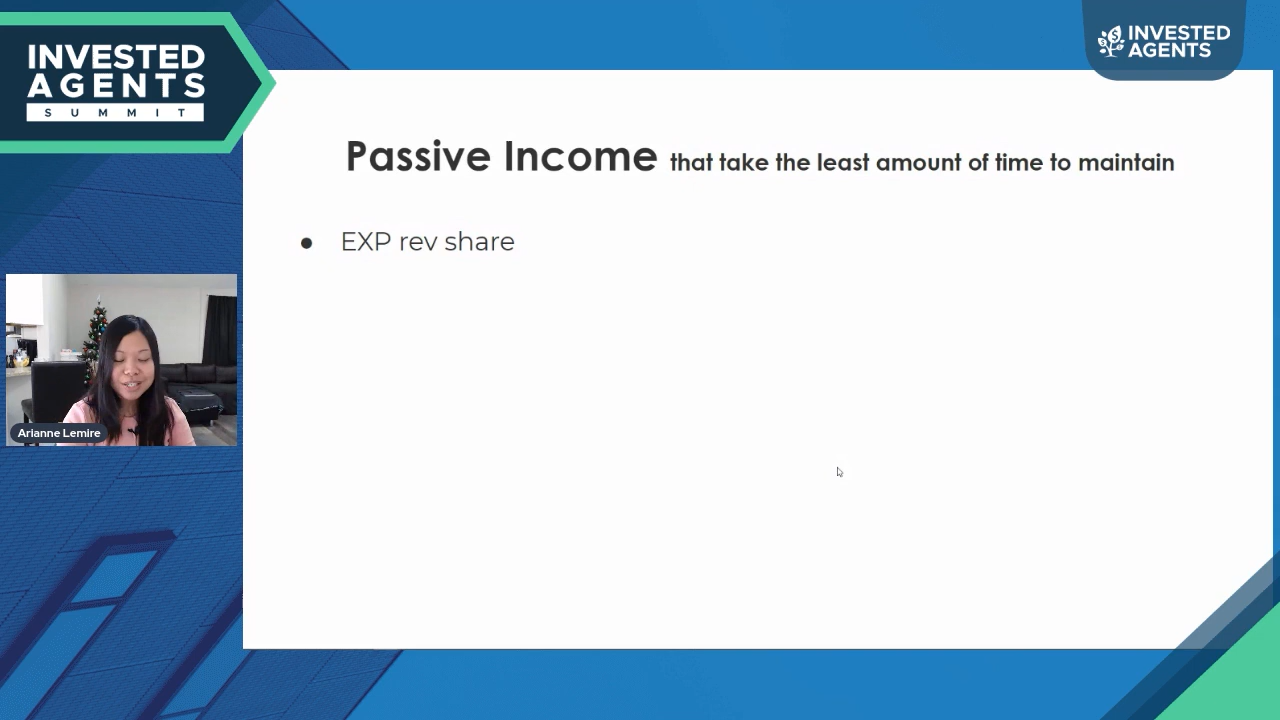 INVESTED
AGENTS
SUMMIT
INVESTED
AGENTS
Passive Income that take the least amount of time to maintain
● EXP rev share
Arianne Lemire